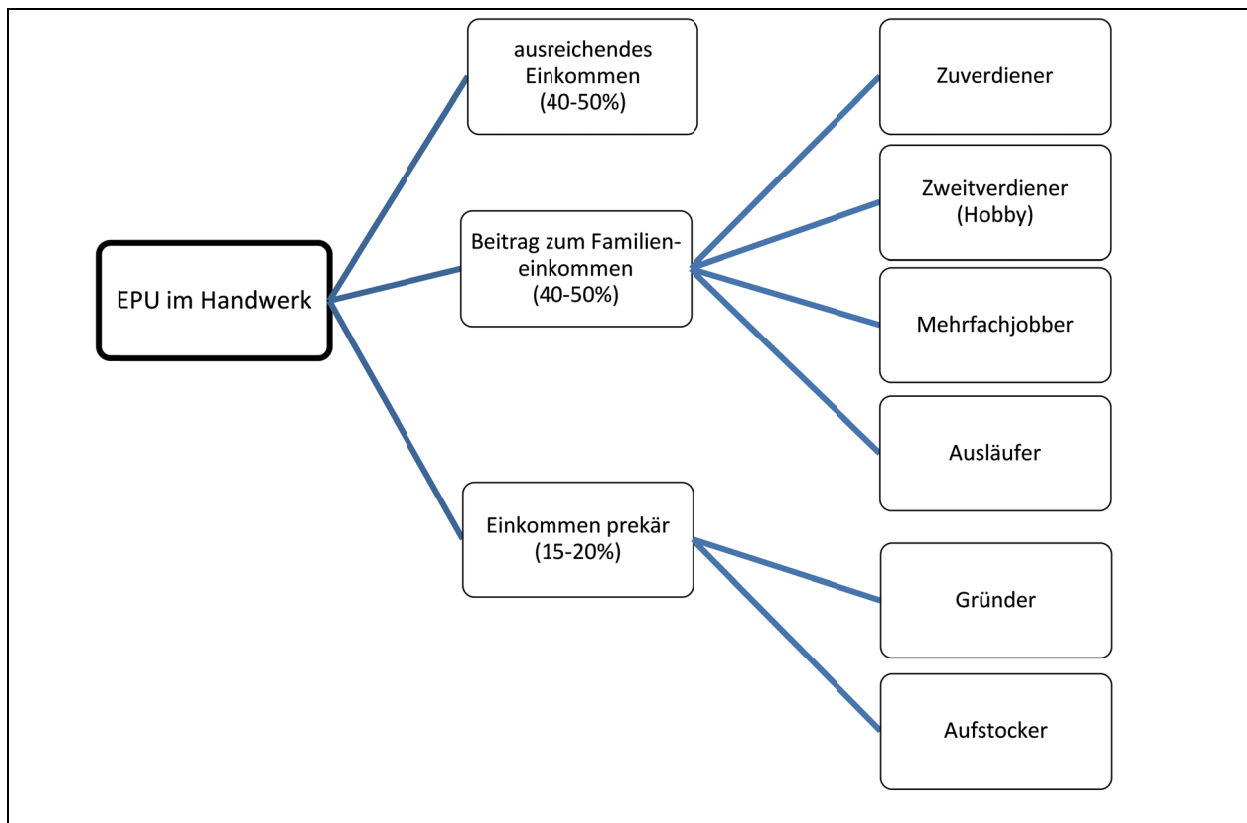 EPU im Handwerk
ausreichendes
Einkommen
(40-50%)
Beitrag zum Familien-
einkommen
(40-50%)
Einkommen prekär
(15-20%)
Zuverdiener
Zweitverdiener
(Hobby)
Mehrfachjobber
Ausläufer
Gründer
Aufstocker